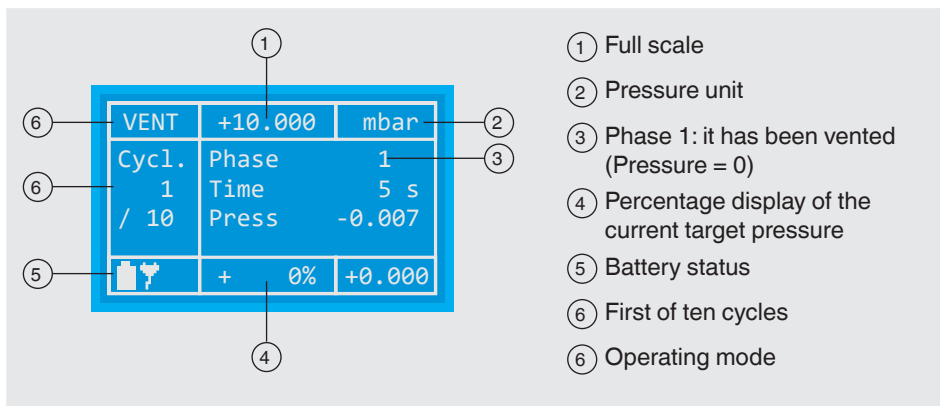 1
6 VENT +10.000 mbar 2
Cycl. Phase 1 3
6 1 Time 5 s
/ 10 Press -0.007
5 + 0% +0.000
4
1 Full scale
2 Pressure unit
3 Phase 1: it has been vented
(Pressure = 0)
4 Percentage display of the
current target pressure
5 Battery status
6 First of ten cycles
6 Operating mode